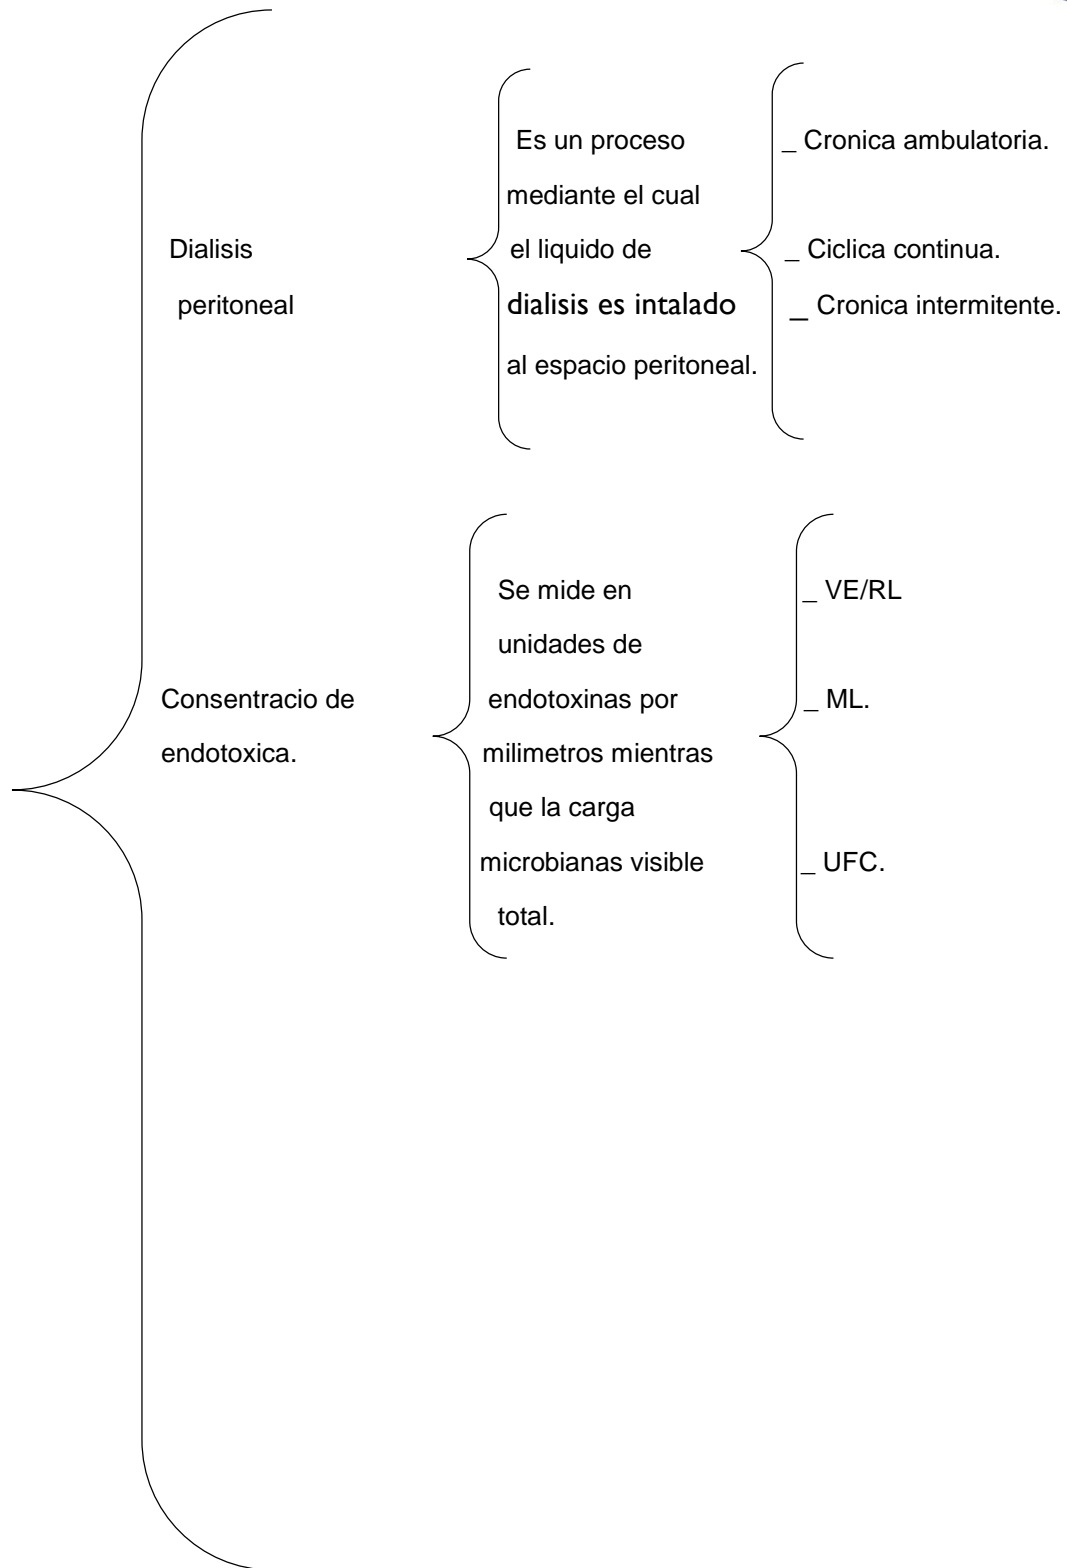 Dialisis
peritoneal
Es un proceso
mediante el cual
el liquido de
dialisis es intalado
al espacio peritoneal.
_ Cronica ambulatoria.
_ Ciclica continua.
_ Cronica intermitente.
Consentracio de
endotoxica.
Se mide en
unidades de
endotoxinas por
milimetros mientras
que la carga
microbianas visible
total.
_ VE/RL
_ ML.
_ UFC.